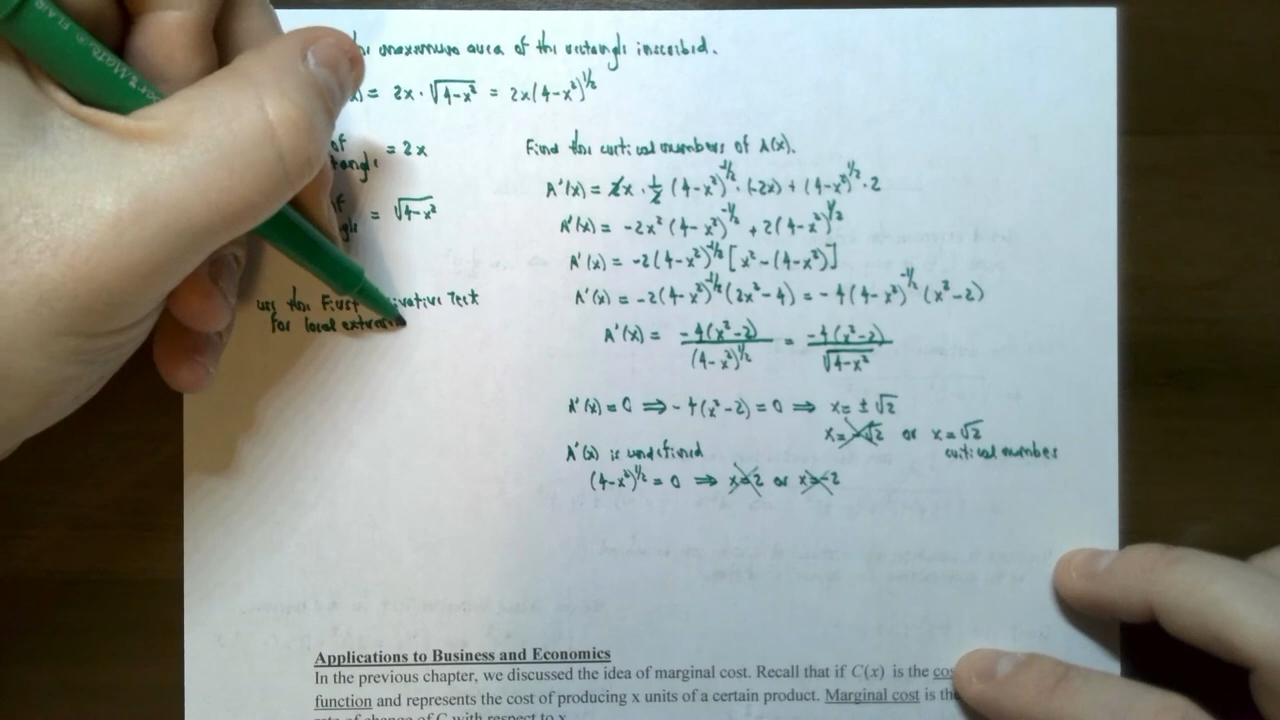 maximum area of the rectangle inscribed.
= 2x · √4-x² = 2x(4-x²)^1/2
of = 2x
= √4-x²
use the First Test
for local
Find the critical numbers of A(x).
A'(x) = 2x · 1/2 (4-x²)^-1/2 · (-2x) + (4-x²)^1/2 · 2
A'(x) = -2x² (4-x²)^-1/2 + 2(4-x²)^1/2
A'(x) = -2(4-x²)^-1/2 [x² - (4-x²)]
A'(x) = -2(4-x²)^-1/2 (2x²-4) = -4(4-x²)^-1/2 (x²-2)
A'(x) = -4(x²-2)/(4-x²)^1/2 = -4(x²-2)/√4-x²
A'(x) = 0 ⇒ -4(x²-2) = 0 ⇒ x = ±√2
x = -√2 or x = √2
critical number
A'(x) is undefined
(4-x²)^1/2 = 0 ⇒ x=2 or x=-2
Applications to Business and Economics
In the previous chapter, we discussed the idea of marginal cost. Recall that if C(x) is the
function and represents the cost of producing x units of a certain product. Marginal cost is the
rate of change of C with respect to x